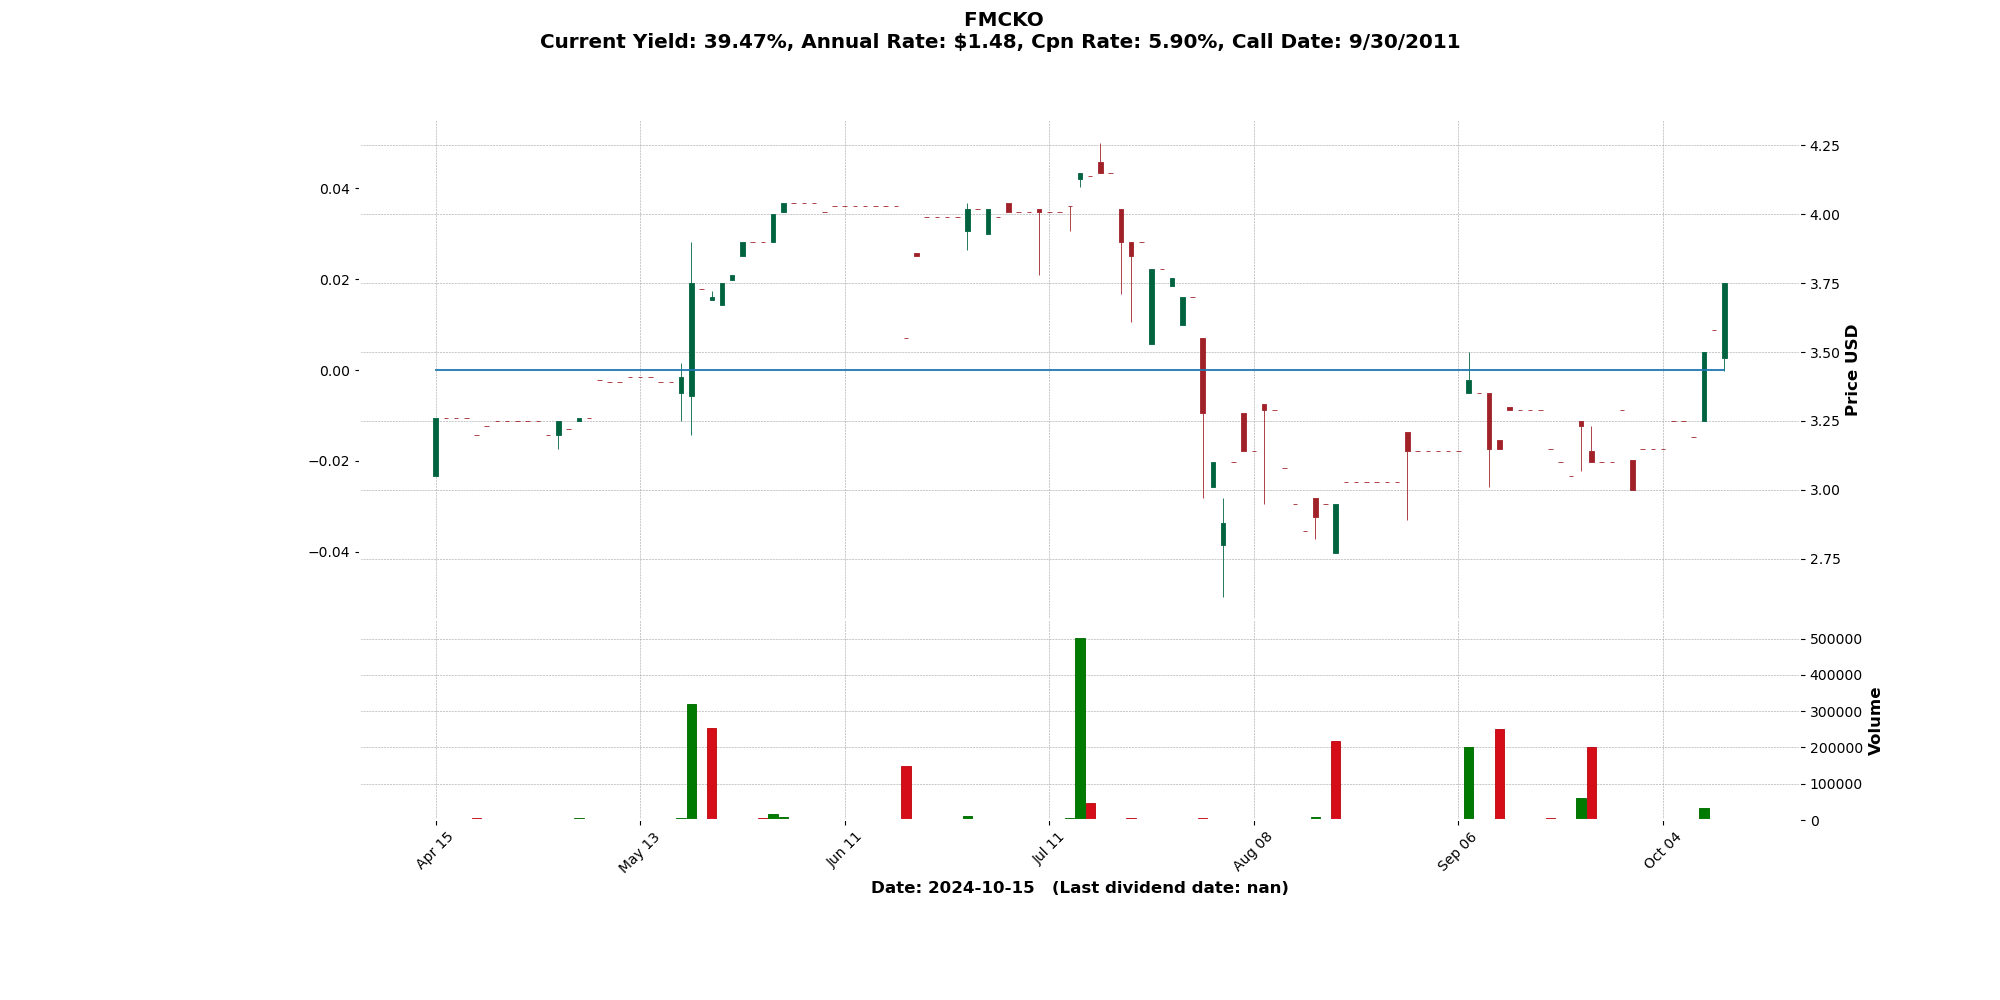 FMCKO
Current Yield: 39.47%, Annual Rate: $1.48, Cpn Rate: 5.90%, Call Date: 9/30/2011
0.04
0.02
0.00
−0.02
−0.04
4.25
4.00
3.75
3.50
3.25
3.00
2.75
Price USD
500000
400000
300000
200000
100000
0
Volume
Apr 15
May 13
Jun 11
Jul 11
Aug 08
Sep 06
Oct 04
Date: 2024-10-15   (Last dividend date: nan)